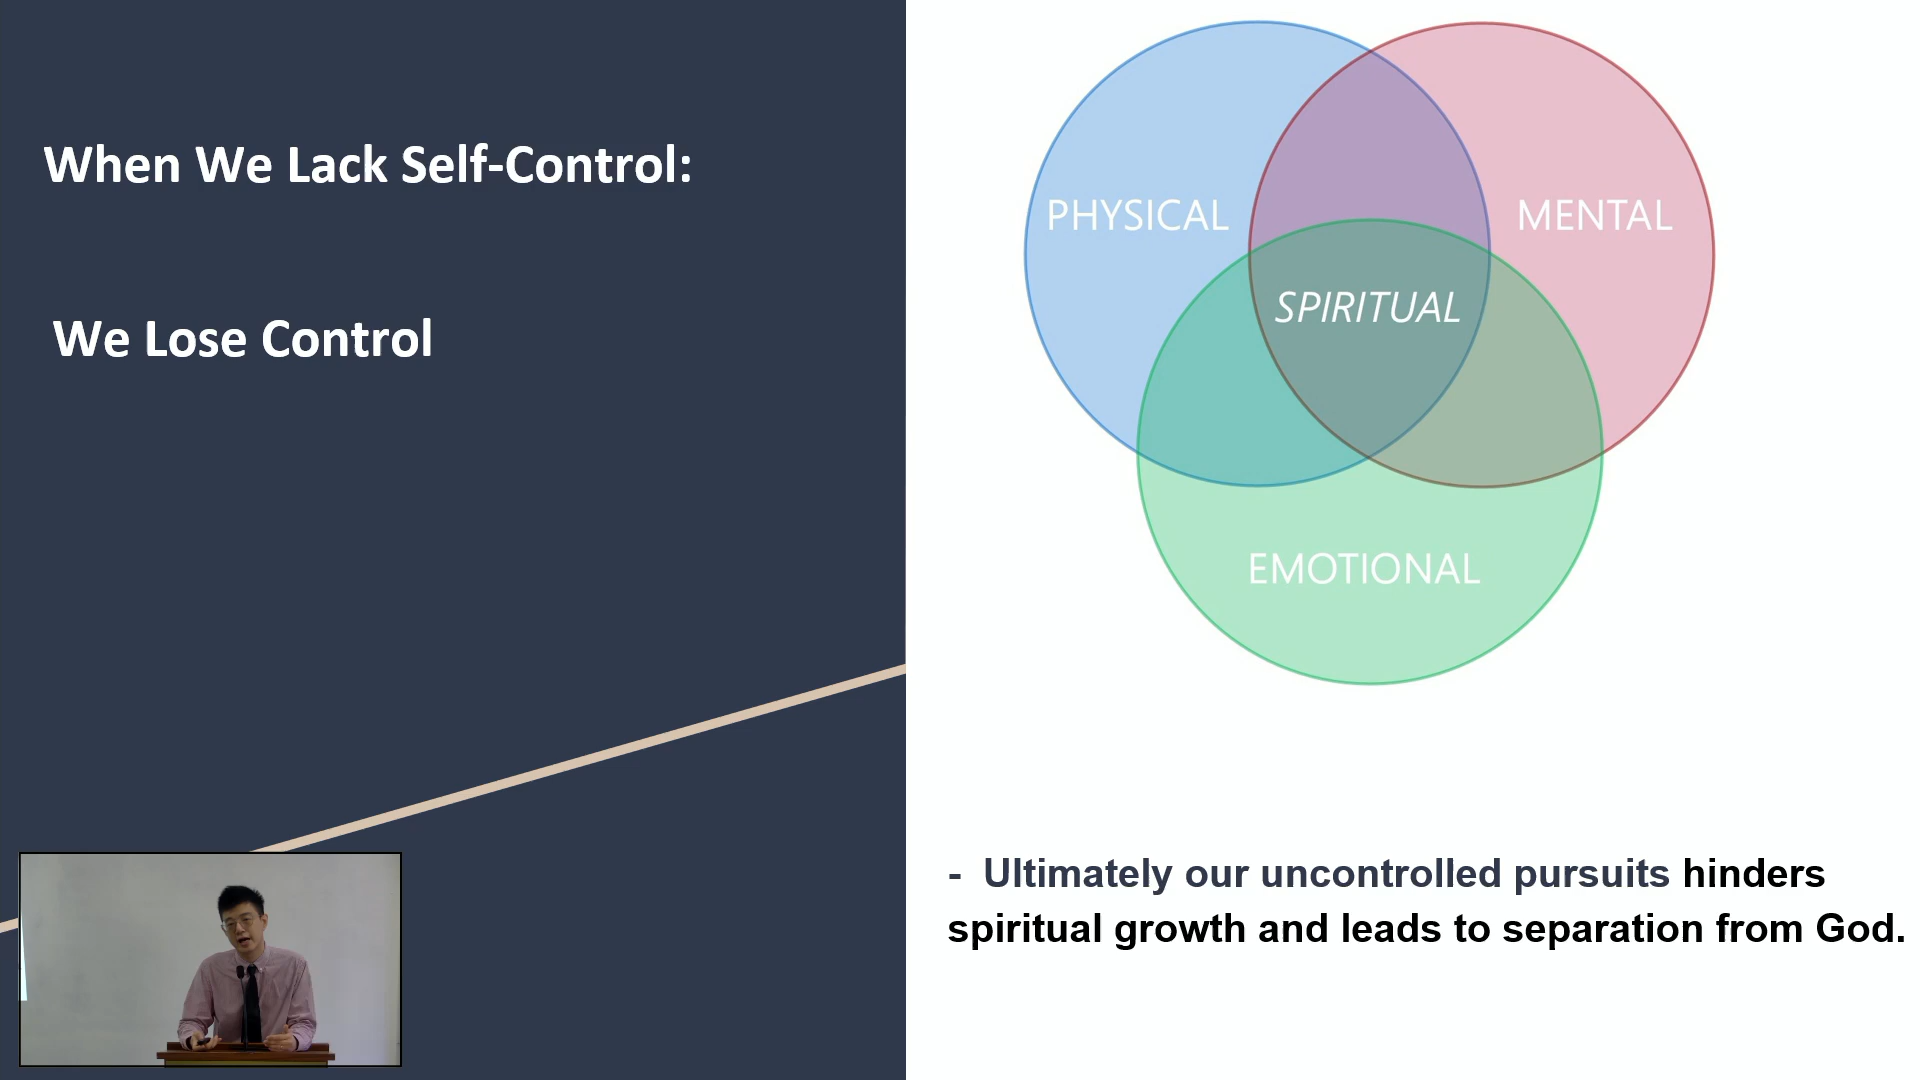 When We Lack Self-Control:
We Lose Control
PHYSICAL
MENTAL
SPIRITUAL
EMOTIONAL
- Ultimately our uncontrolled pursuits hinders
spiritual growth and leads to separation from God.